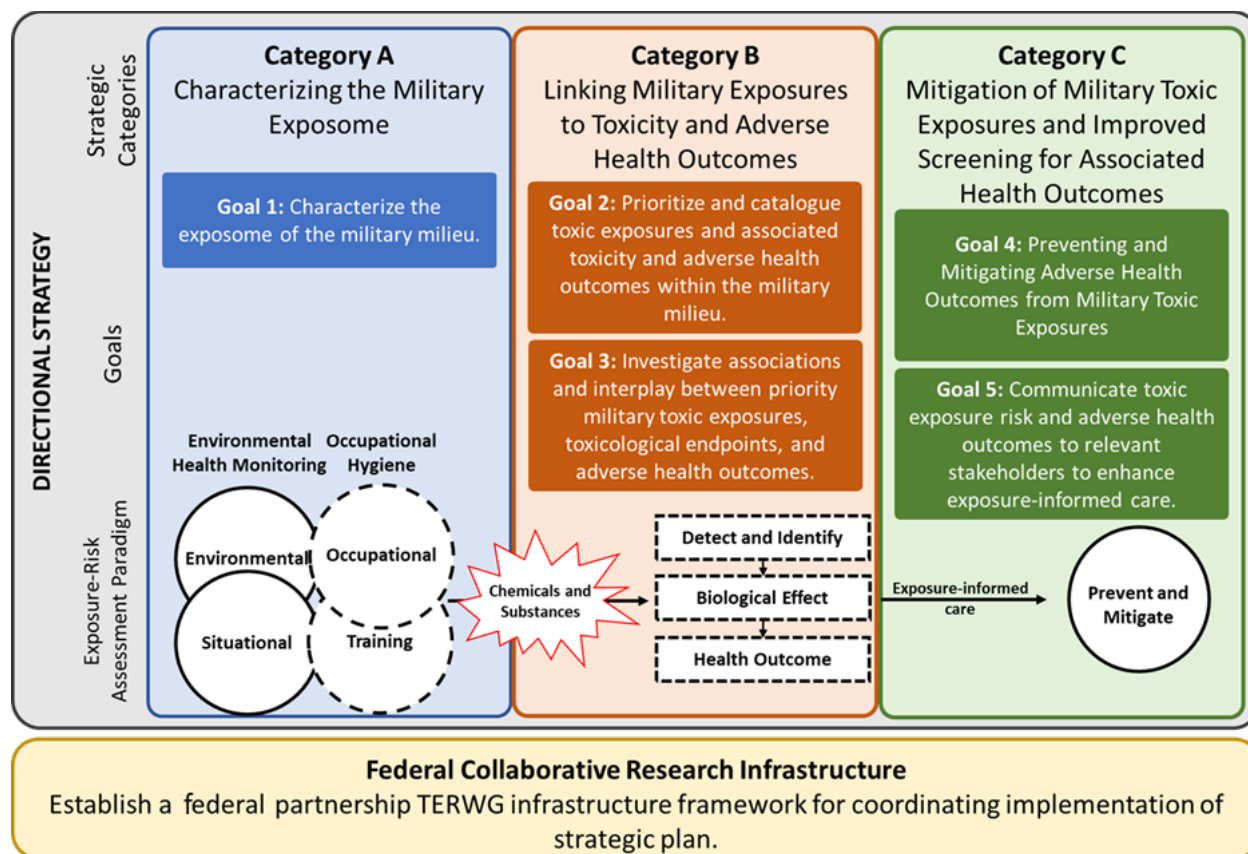 DIRECTIONAL STRATEGY
Strategic
Categories
Category A
Characterizing the Military
Exposome
Category B
Linking Military Exposures
to Toxicity and Adverse
Health Outcomes
Category C
Mitigation of Military Toxic
Exposures and Improved
Screening for Associated
Health Outcomes
Goals
Goal 1: Characterize the
exposome of the military milieu.
Goal 2: Prioritize and catalogue
toxic exposures and associated
toxicity and adverse health
outcomes within the military
milieu.
Goal 3: Investigate associations
and interplay between priority
military toxic exposures,
toxicological endpoints, and
adverse health outcomes.
Goal 4: Preventing and
Mitigating Adverse Health
Outcomes from Military Toxic
Exposures
Goal 5: Communicate toxic
exposure risk and adverse health
outcomes to relevant
stakeholders to enhance
exposure-informed care.
Exposure-Risk
Assessment Paradigm
Environmental
Health Monitoring
Occupational
Hygiene
Environmental
Occupational
Situational
Training
Chemicals and
Substances
Detect and Identify
Biological Effect
Health Outcome
Exposure-informed
care
Prevent and
Mitigate
Federal Collaborative Research Infrastructure
Establish a federal partnership TERWG infrastructure framework for coordinating implementation of
strategic plan.